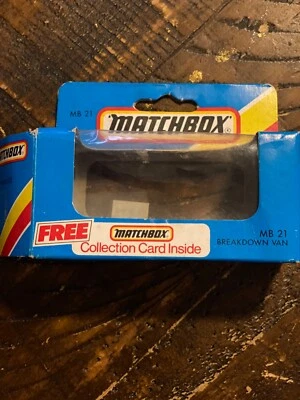 MB 21
MATCHBOX®
MATCHBOX
FREE
MATCHBOX
Collection Card Inside
MB 21
BREAKDOWN VAN